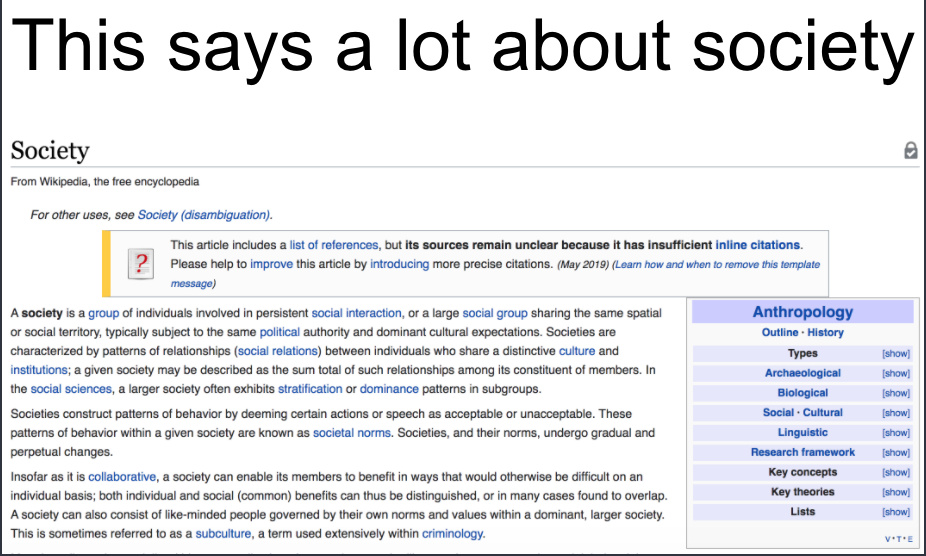 This says a lot about society
Society
From Wikipedia, the free encyclopedia
For other uses, see Society (disambiguation).
This article includes a list of references, but its sources remain unclear because it has insufficient inline citations.
Please help to improve this article by introducing more precise citations. (May 2019) (Learn how and when to remove this template
message)
A society is a group of individuals involved in persistent social interaction, or a large social group sharing the same spatial
or social territory, typically subject to the same political authority and dominant cultural expectations. Societies are
characterized by patterns of relationships (social relations) between individuals who share a distinctive culture and
institutions; a given society may be described as the sum total of such relationships among its constituent of members. In
the social sciences, a larger society often exhibits stratification or dominance patterns in subgroups.
Societies construct patterns of behavior by deeming certain actions or speech as acceptable or unacceptable. These
patterns of behavior within a given society are known as societal norms. Societies, and their norms, undergo gradual and
perpetual changes.
Insofar as it is collaborative, a society can enable its members to benefit in ways that would otherwise be difficult on an
individual basis; both individual and social (common) benefits can thus be distinguished, or in many cases found to overlap.
A society can also consist of like-minded people governed by their own norms and values within a dominant, larger society.
This is sometimes referred to as a subculture, a term used extensively within criminology.
Anthropology
Outline · History
Types [show]
Archaeological [show]
Biological [show]
Social · Cultural [show]
Linguistic [show]
Research framework [show]
Key concepts [show]
Key theories [show]
Lists [show]
V·T·E